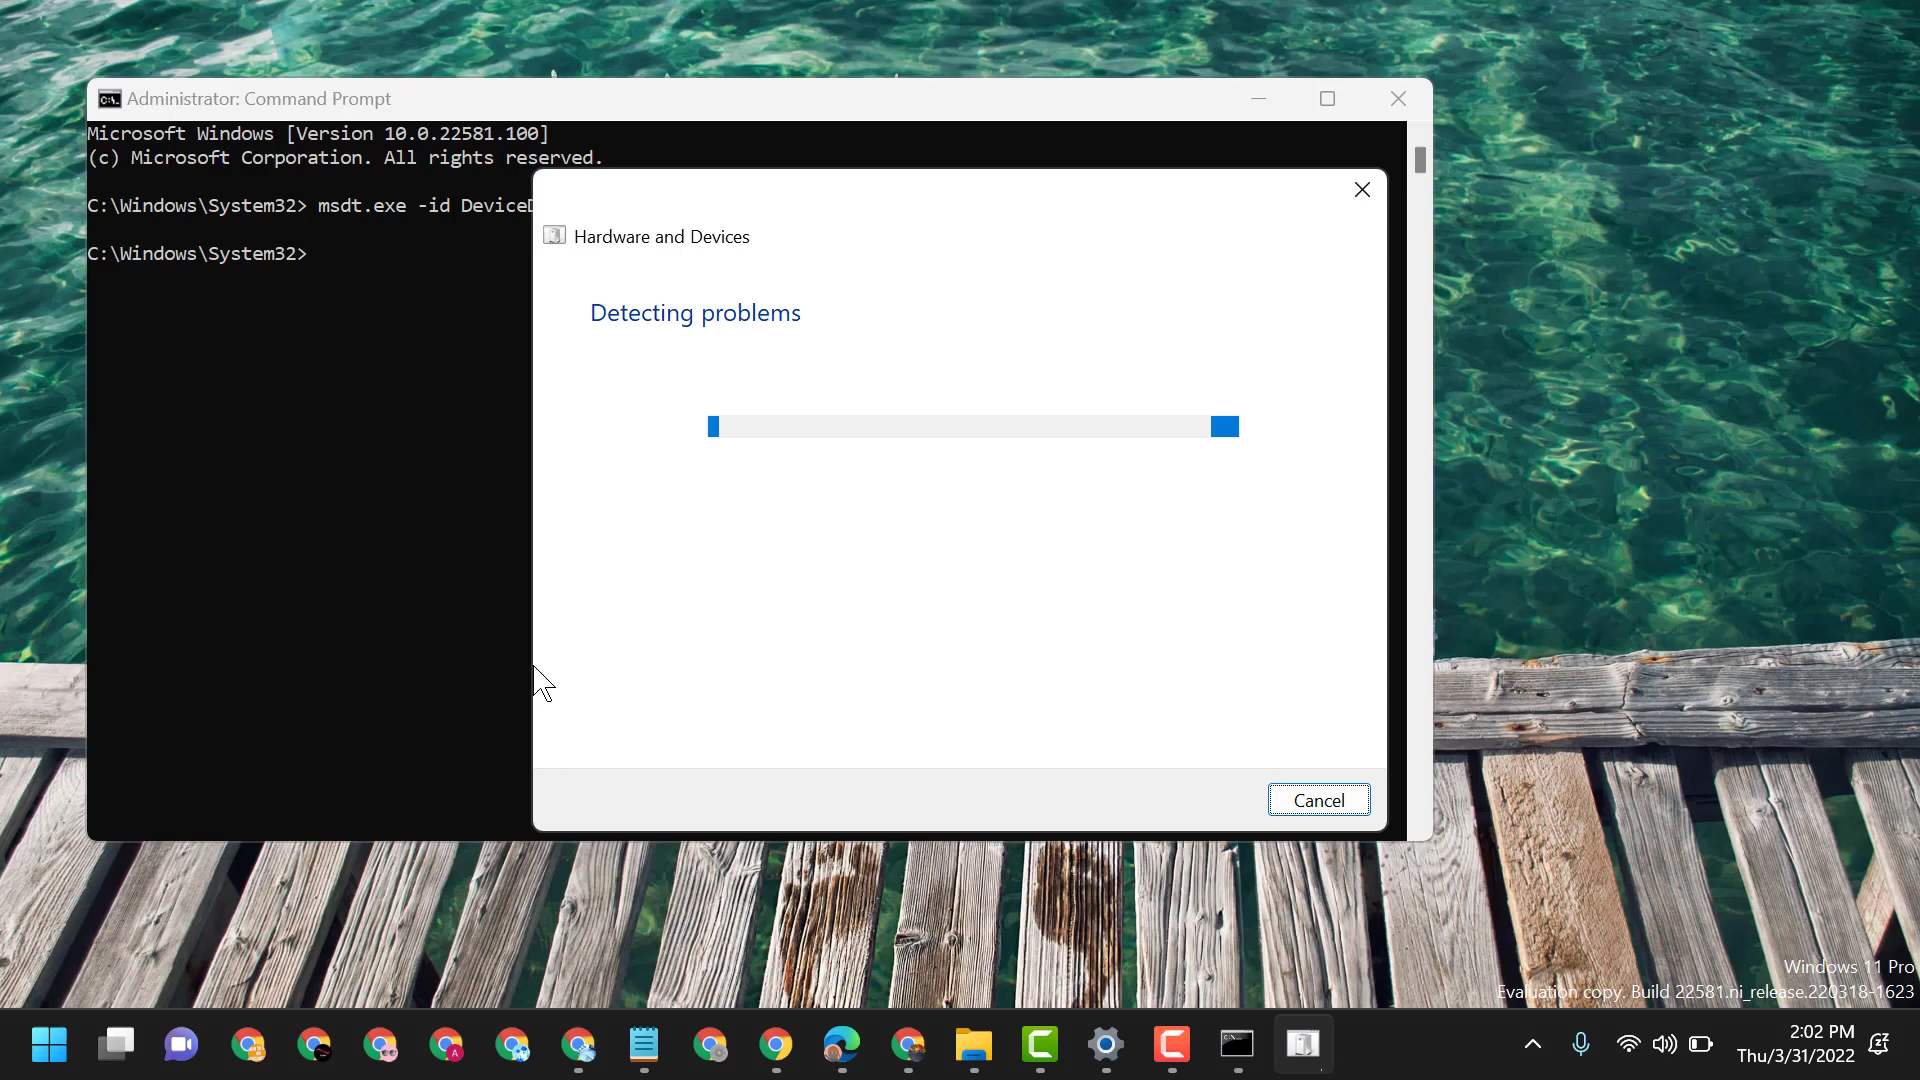 Administrator: Command Prompt
Microsoft Windows [Version 10.0.22581.100]
(c) Microsoft Corporation. All rights reserved.
C:\Windows\System32> msdt.exe -id Device
C:\Windows\System32>
Hardware and Devices
Detecting problems
Cancel
Windows 11 Pro
Evaluation copy. Build 22581.ni_release.220318-1623
2:02 PM
Thu/3/31/2022